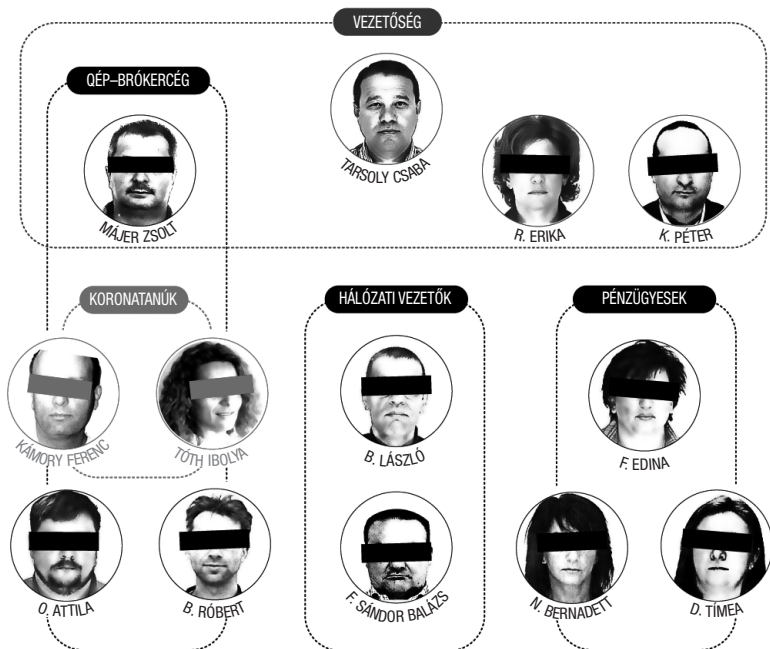 VEZETŐSÉG
QÉP–BRÓKERCÉG
TARSOLY CSABA
MÁJER ZSOLT
R. ERIKA
K. PÉTER
KORONATANÚK
HÁLÓZATI VEZETŐK
PÉNZÜGYESEK
KÁMORY FERENC
TÓTH IBOLYA
B. LÁSZLÓ
F. EDINA
O. ATTILA
B. RÓBERT
F. SÁNDOR BALÁZS
N. BERNADETT
D. TÍMEA